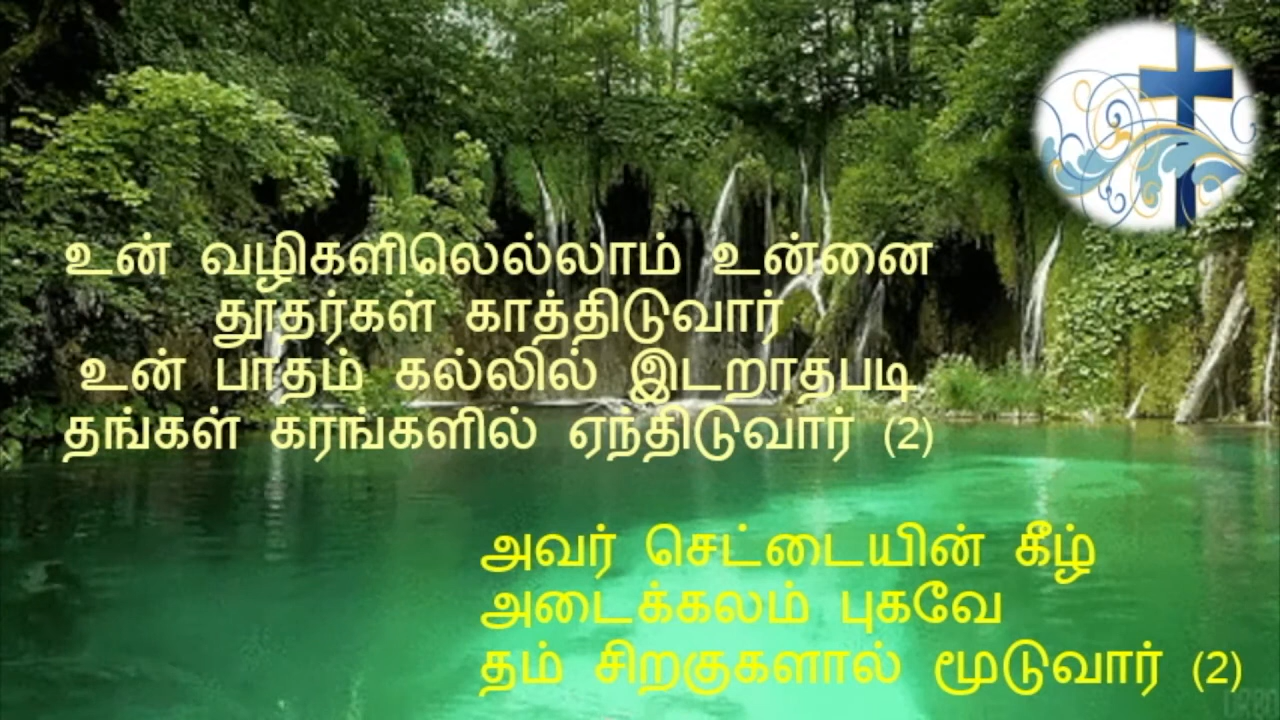 உன் வழிகளிலெல்லாம் உன்னை
தூதர்கள் காத்திடுவார்
உன் பாதம் கல்லில் இடறாதபடி
தங்கள் கரங்களில் ஏந்திடுவார் (2)
அவர் செட்டையின் கீழ்
அடைக்கலம் புகவே
தம் சிறகுகளால் மூடுவார் (2)